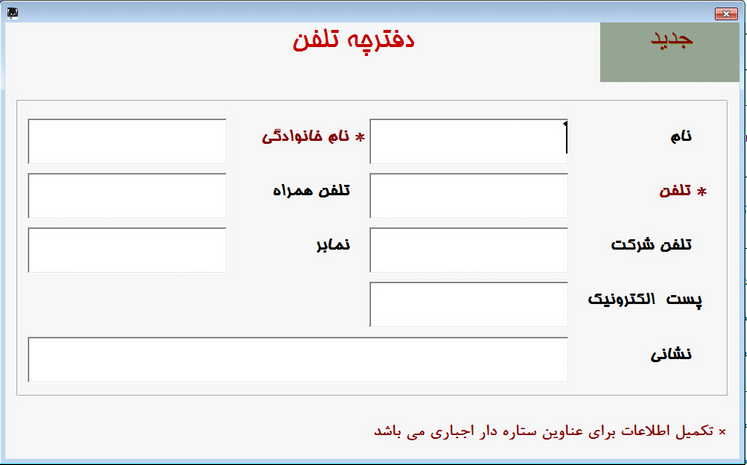 جدید
دفترچه تلفن
نام
* نام خانوادگی
* تلفن
تلفن همراه
تلفن شرکت
نمابر
پست الکترونیک
نشانی
* تکمیل اطلاعات برای عناوین ستاره دار اجباری می باشد